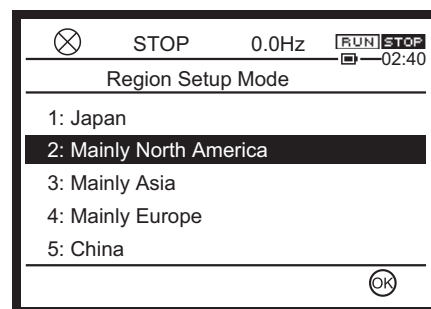 STOP 0.0Hz RUN STOP
02:40
Region Setup Mode
1: Japan
2: Mainly North America
3: Mainly Asia
4: Mainly Europe
5: China
OK